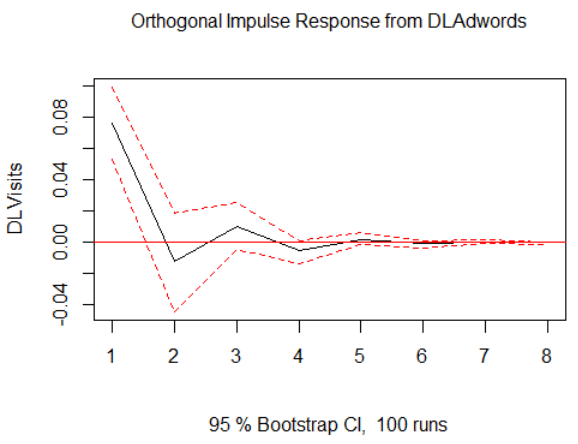 Orthogonal Impulse Response from DLAdwords
DLVisits
0.08
0.04
0.00
-0.04
1 2 3 4 5 6 7 8
95 % Bootstrap CI, 100 runs